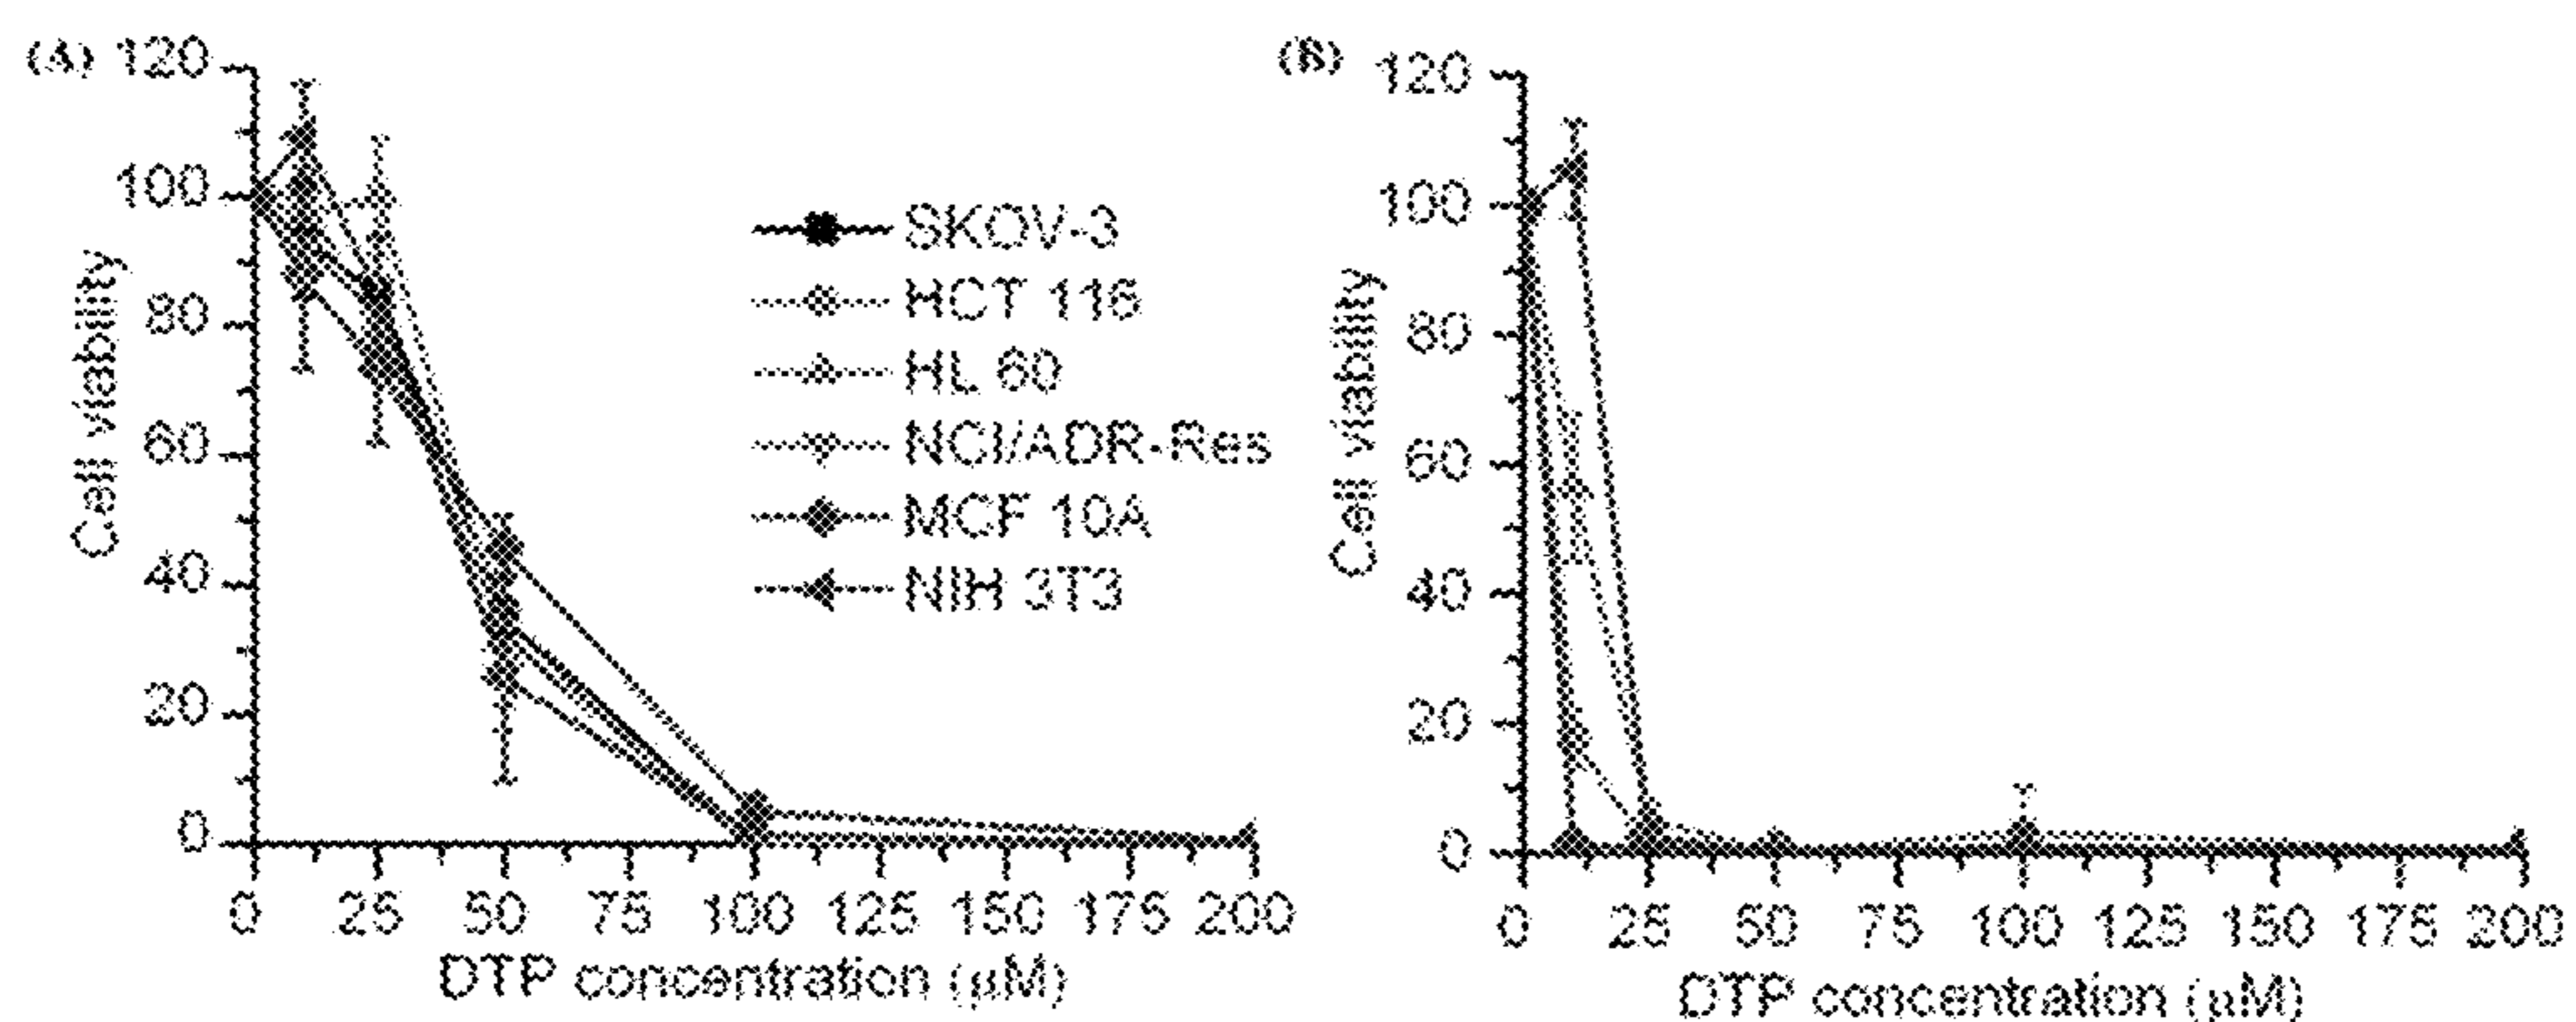 (A)
120
100
80
60
40
20
0
Cell viability
0 25 50 75 100 125 150 175 200
DTP concentration (μM)
SKOV-3
HCT 116
HL 60
NCI/ADR-Res
MCF 10A
NIH 3T3
(B)
120
100
80
60
40
20
0
Cell viability
0 25 50 75 100 125 150 175 200
DTP concentration (μM)